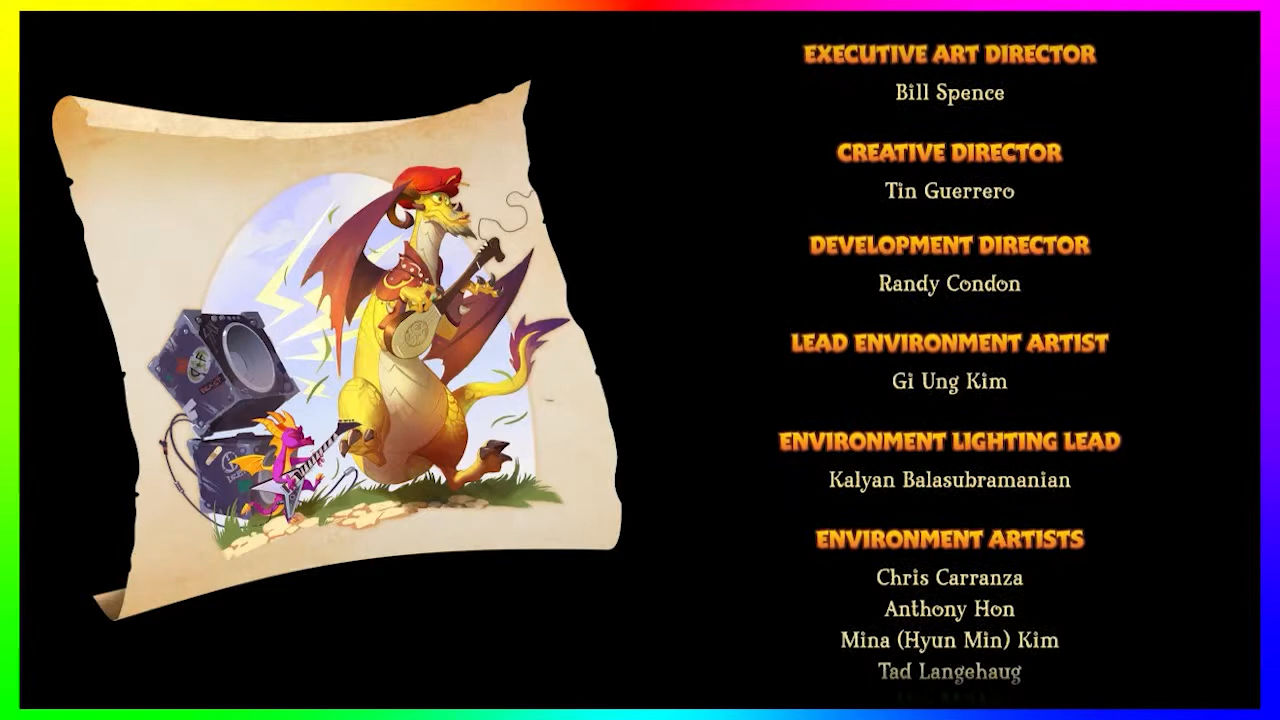 EXECUTIVE ART DIRECTOR
Bill Spence
CREATIVE DIRECTOR
Tin Guerrero
DEVELOPMENT DIRECTOR
Randy Condon
LEAD ENVIRONMENT ARTIST
Gi Ung Kim
ENVIRONMENT LIGHTING LEAD
Kalyan Balasubramanian
ENVIRONMENT ARTISTS
Chris Carranza
Anthony Hon
Mina (Hyun Min) Kim
Tad Langehaug